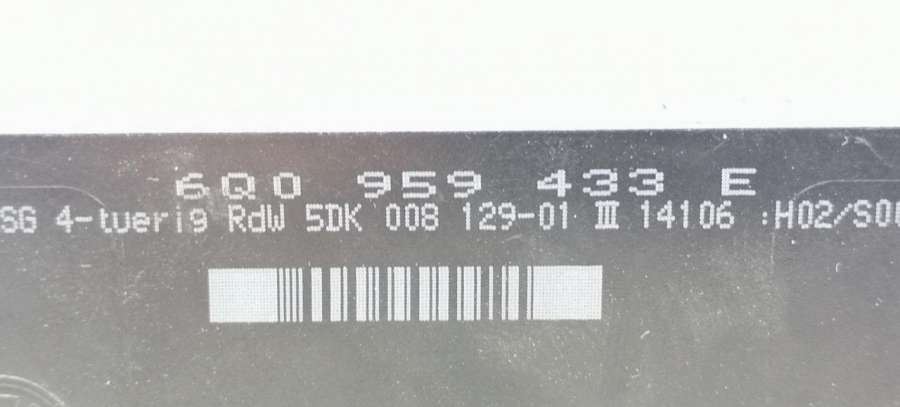 6Q0 959 433 E
SG 4-tuerig RdW 5DK 008 129-01 III 14106 :H02/S0